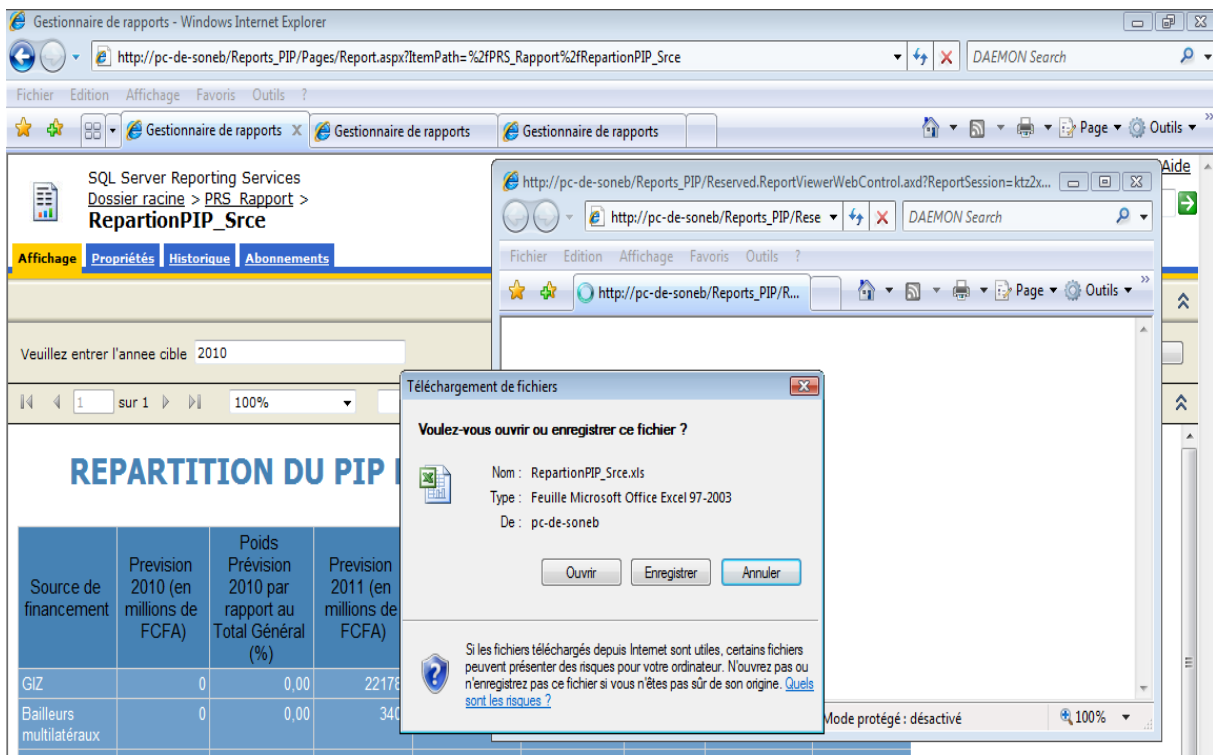 Gestionnaire de rapports - Windows Internet Explorer
http://pc-de-soneb/Reports_PIP/Pages/Report.aspx?ItemPath=%2fPRS_Rapport%2fRepartionPIP_Srce
DAEMON Search
Fichier Edition Affichage Favoris Outils ?
Gestionnaire de rapports
Gestionnaire de rapports
Gestionnaire de rapports
Page
Outils
SQL Server Reporting Services
Dossier racine > PRS_Rapport >
RepartionPIP_Srce
Aide
Affichage Propriétés Historique Abonnements
Veuillez entrer l'annee cible 2010
1 sur 1 100%
REPARTITION DU PIP
Source de financement
Prevision 2010 (en millions de FCFA)
Poids Prévision 2010 par rapport au Total Général (%)
Prevision 2011 (en millions de FCFA)
GIZ 0 0,00 22178
Bailleurs multilatéraux 0 0,00 340
http://pc-de-soneb/Reports_PIP/Reserved.ReportViewerWebControl.axd?ReportSession=ktz2x...
http://pc-de-soneb/Reports_PIP/Rese
DAEMON Search
Fichier Edition Affichage Favoris Outils ?
http://pc-de-soneb/Reports_PIP/R...
Page
Outils
Téléchargement de fichiers
Voulez-vous ouvrir ou enregistrer ce fichier ?
Nom : RepartionPIP_Srce.xls
Type : Feuille Microsoft Office Excel 97-2003
De : pc-de-soneb
Ouvrir Enregistrer Annuler
Si les fichiers téléchargés depuis Internet sont utiles, certains fichiers
peuvent présenter des risques pour votre ordinateur. N'ouvrez pas ou
n'enregistrez pas ce fichier si vous n'êtes pas sûr de son origine. Quels
sont les risques ?
Mode protégé : désactivé
100%